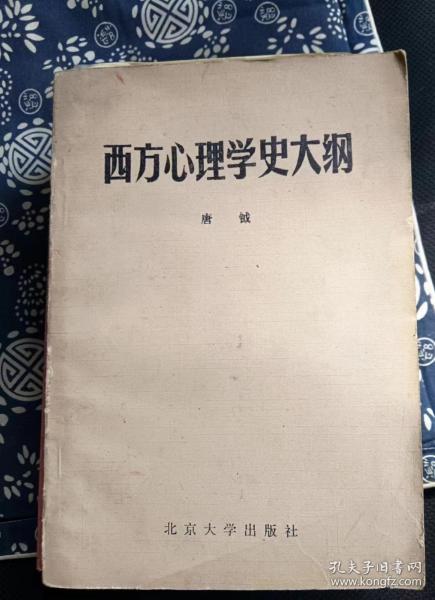 西方心理学史大纲
唐 钺
北京大学出版社
孔夫子旧书网
www.kongfz.com